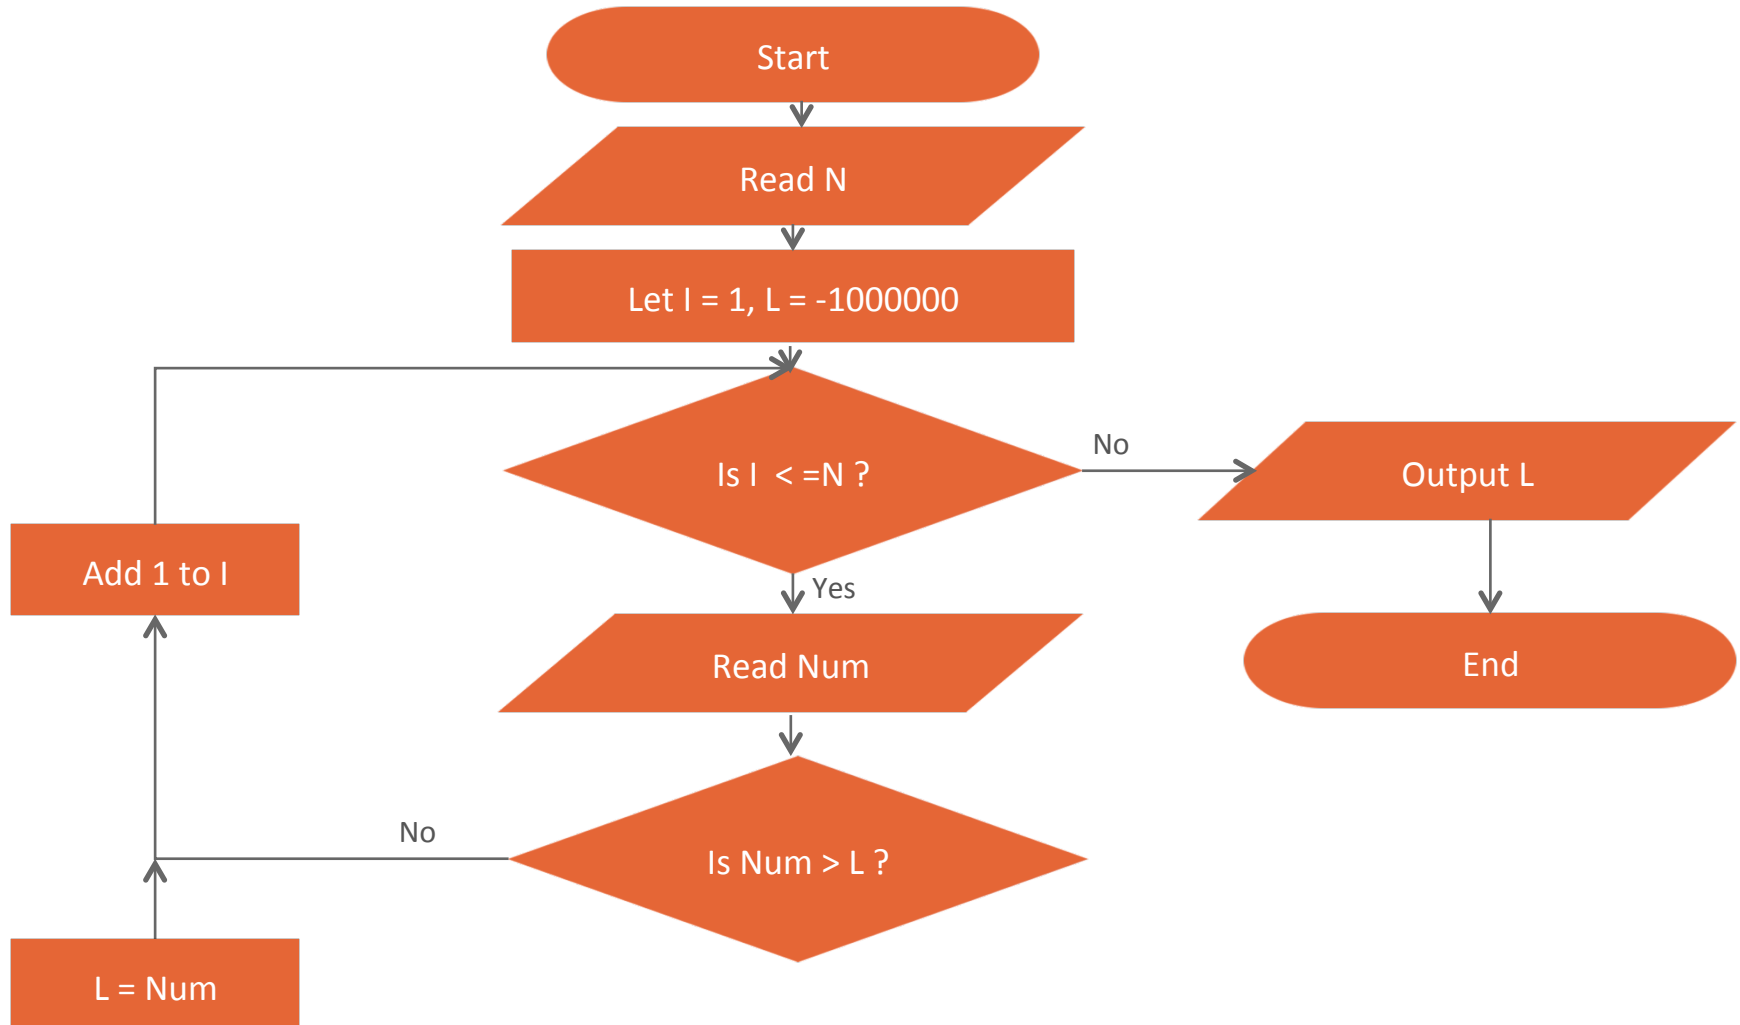 Start
Read N
Let I = 1, L = -1000000
Is I  < =N ?
No
Output L
Add 1 to I
Yes
Read Num
End
No
Is Num > L ?
L = Num